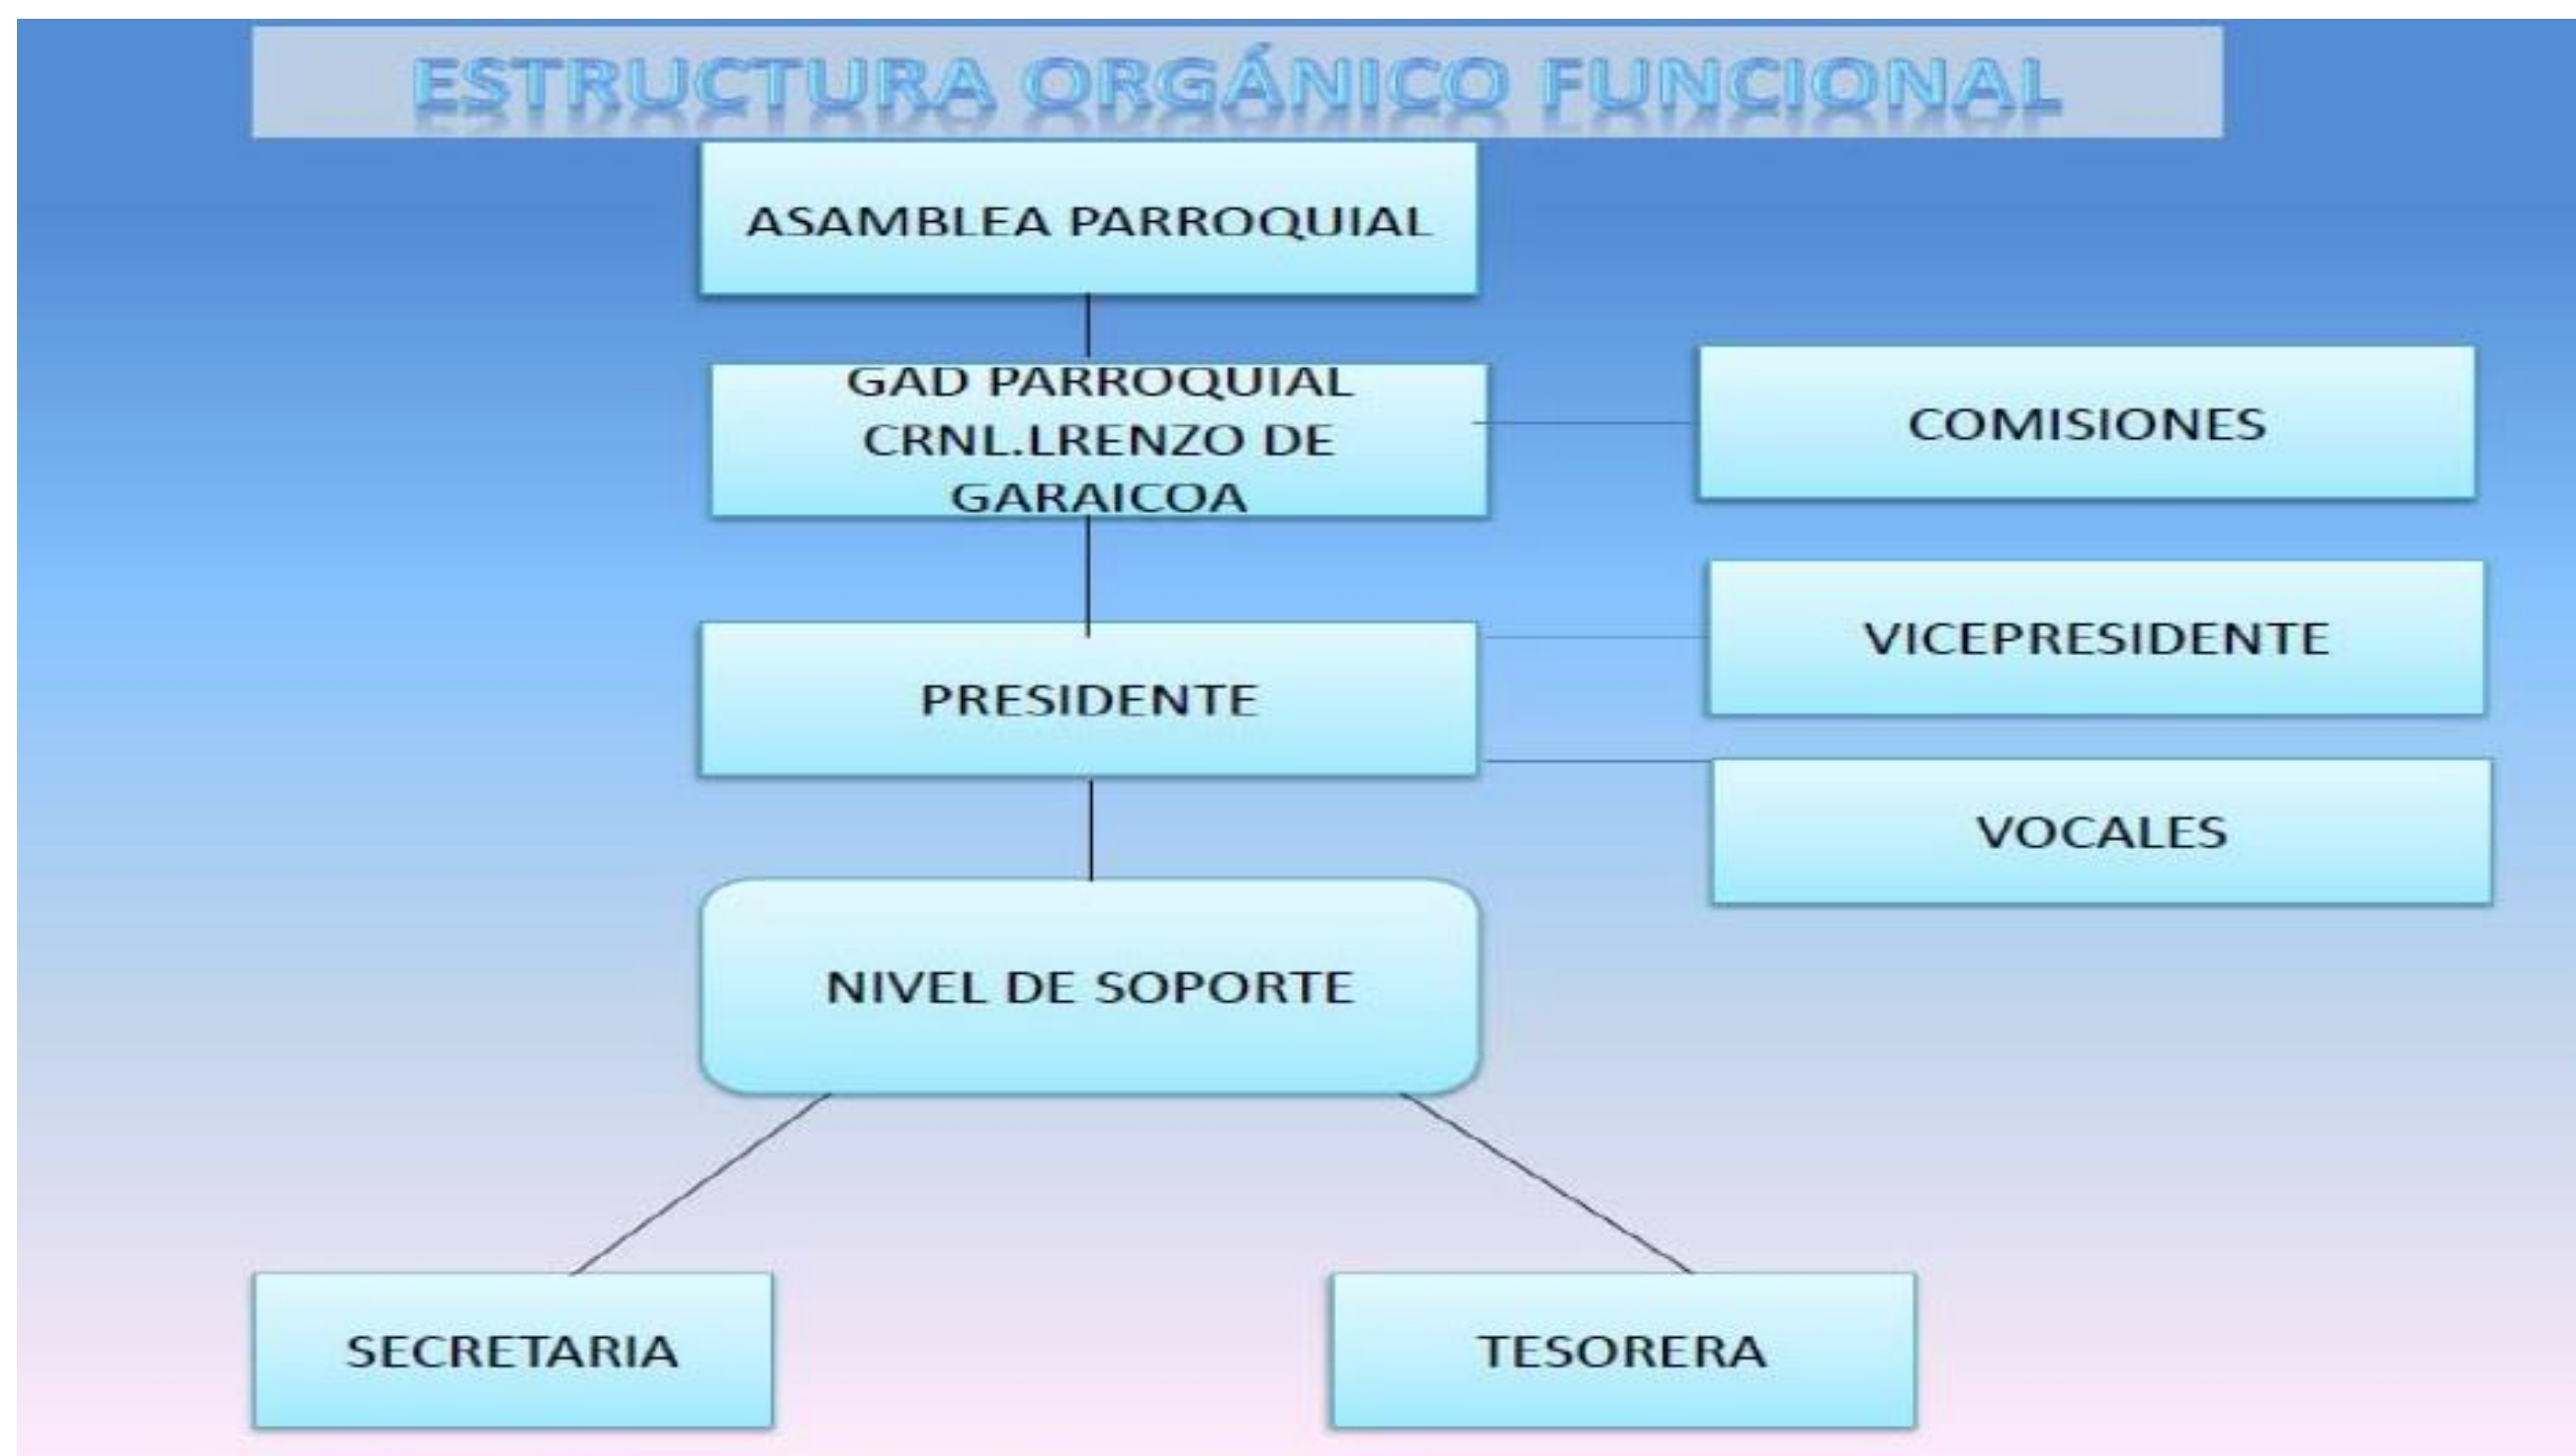 ESTRUCTURA ORGÁNICO FUNCIONAL
ASAMBLEA PARROQUIAL
GAD PARROQUIAL
CRNL.LRENZO DE
GARAICOA
COMISIONES
VICEPRESIDENTE
PRESIDENTE
VOCALES
NIVEL DE SOPORTE
SECRETARIA
TESORERA